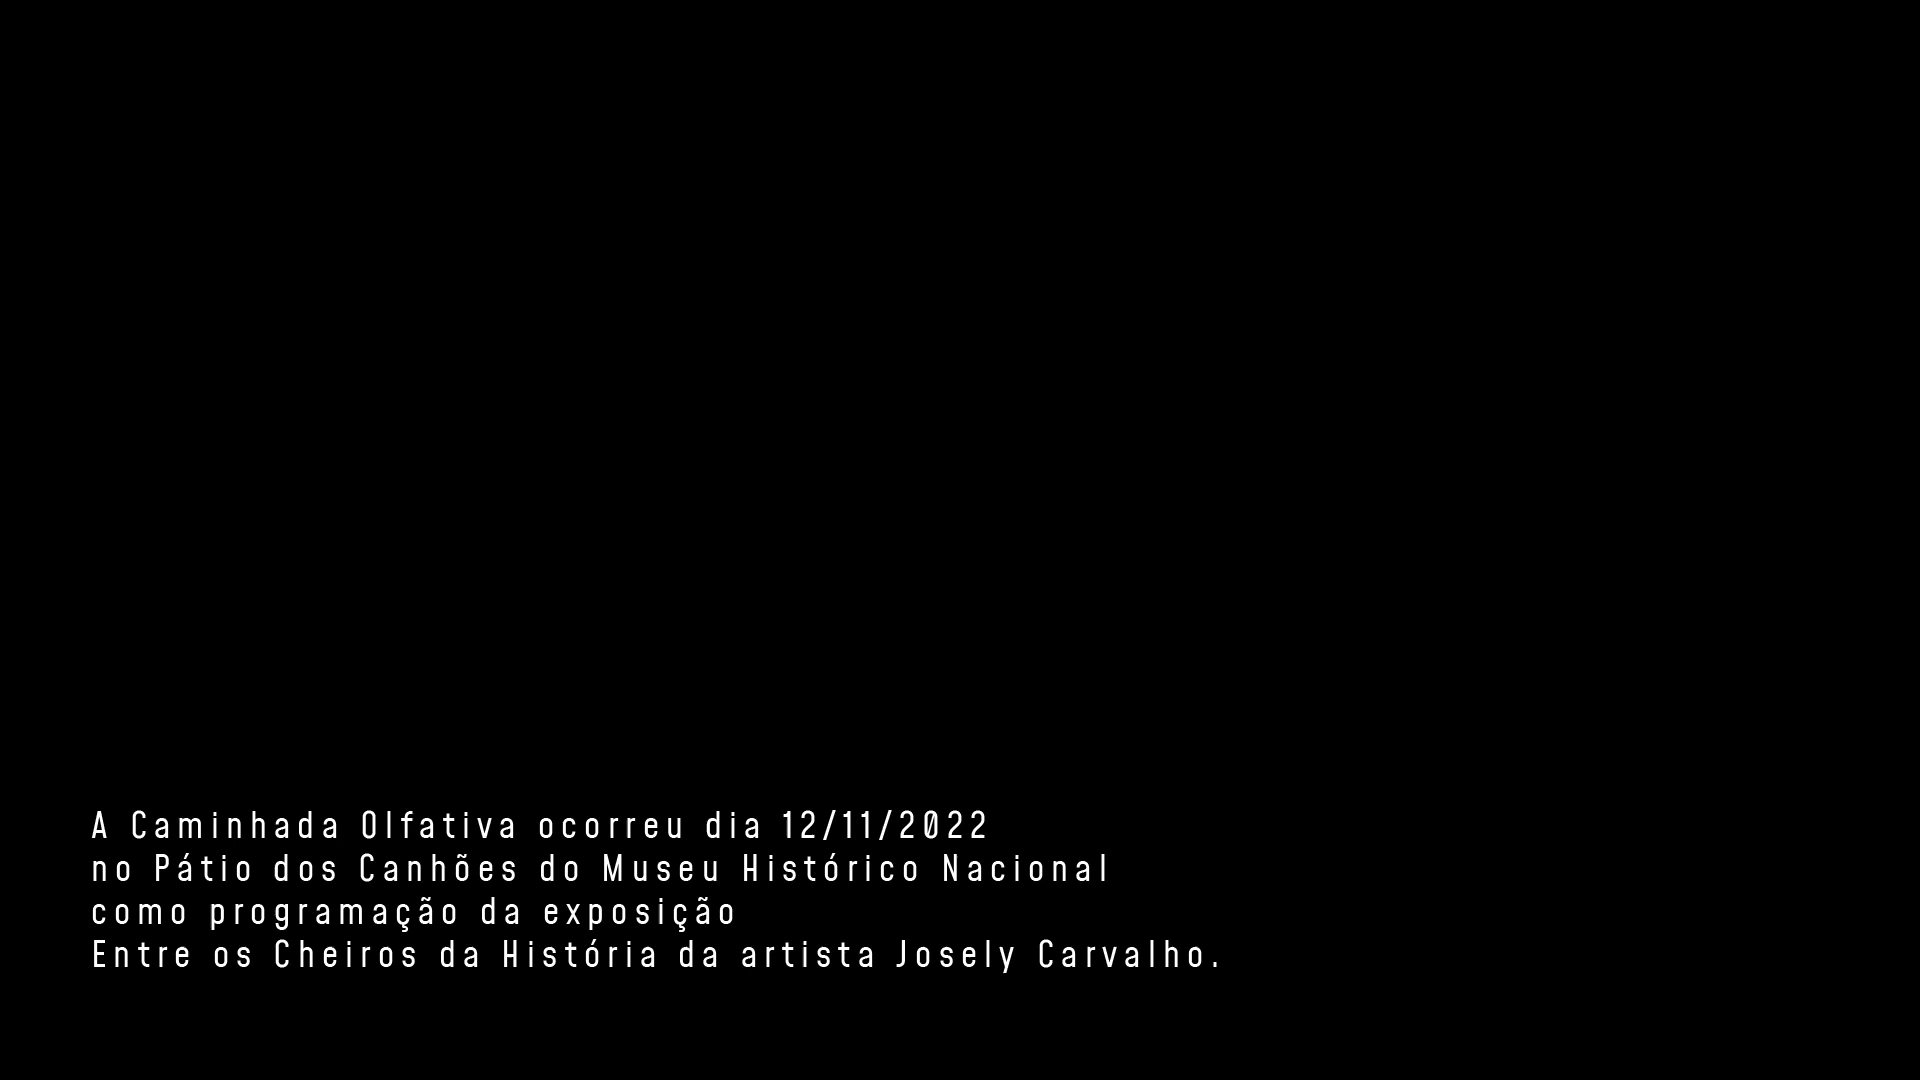 A Caminhada Olfativa ocorreu dia 12/11/2022
no Pátio dos Canhões do Museu Histórico Nacional
como programação da exposição
Entre os Cheiros da História da artista Josely Carvalho.